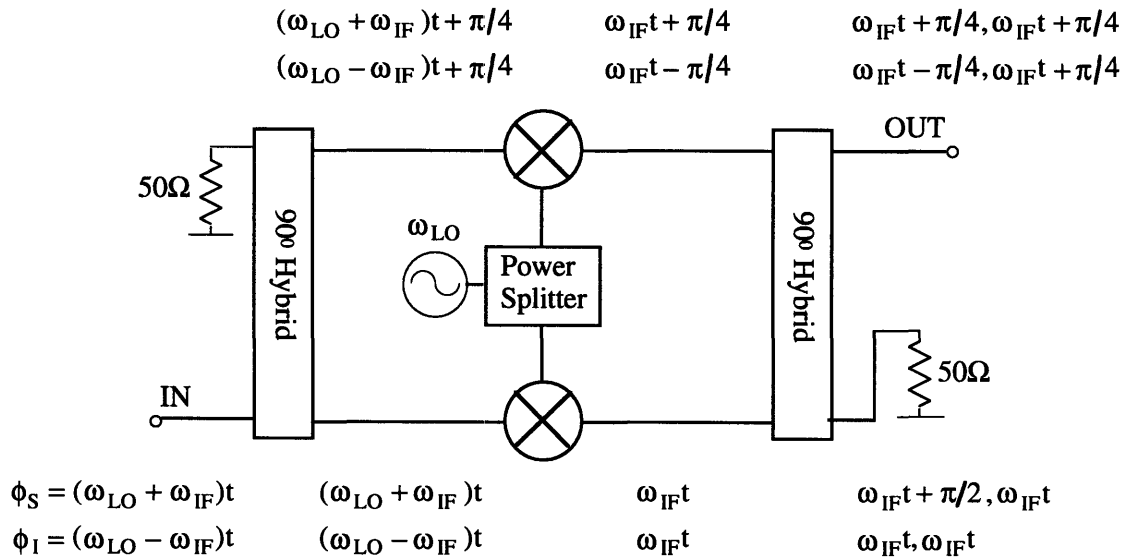 (ω_LO + ω_IF )t + π/4 ω_IF t + π/4 ω_IF t + π/4, ω_IF t + π/4
(ω_LO − ω_IF )t + π/4 ω_IF t − π/4 ω_IF t − π/4, ω_IF t + π/4
OUT
50Ω
90º Hybrid
ω_LO
Power
Splitter
90º Hybrid
50Ω
IN
ϕ_S = (ω_LO + ω_IF )t (ω_LO + ω_IF )t ω_IF t ω_IF t + π/2, ω_IF t
ϕ_I = (ω_LO − ω_IF )t (ω_LO − ω_IF )t ω_IF t ω_IF t, ω_IF t